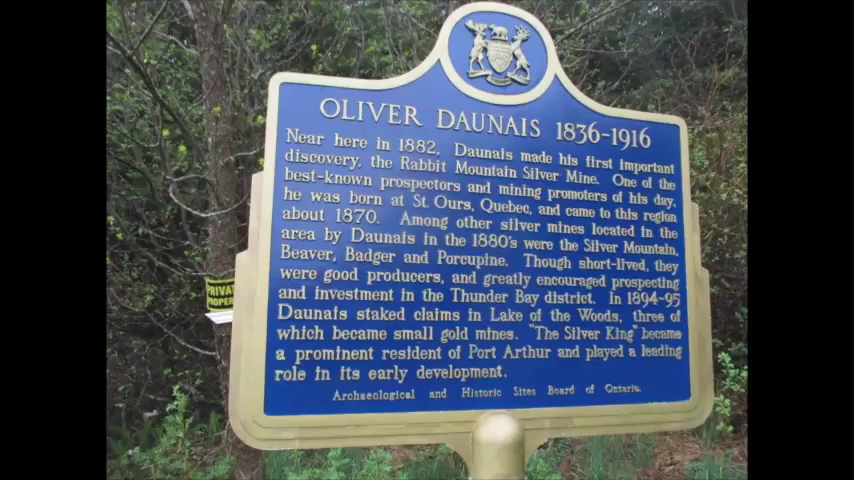 OLIVER DAUNAIS 1836-1916
Near here in 1882, Daunais made his first important
discovery, the Rabbit Mountain Silver Mine. One of the
best-known prospectors and mining promoters of his day,
he was born at St. Ours, Quebec, and came to this region
about 1870. Among other silver mines located in the
area by Daunais in the 1880's were the Silver Mountain,
Beaver, Badger and Porcupine. Though short-lived, they
were good producers, and greatly encouraged prospecting
and investment in the Thunder Bay district. In 1894-95
Daunais staked claims in Lake of the Woods, three of
which became small gold mines. "The Silver King" became
a prominent resident of Port Arthur and played a leading
role in its early development.
Archaeological and Historic Sites Board of Ontario.
PRIVAT
ROPER